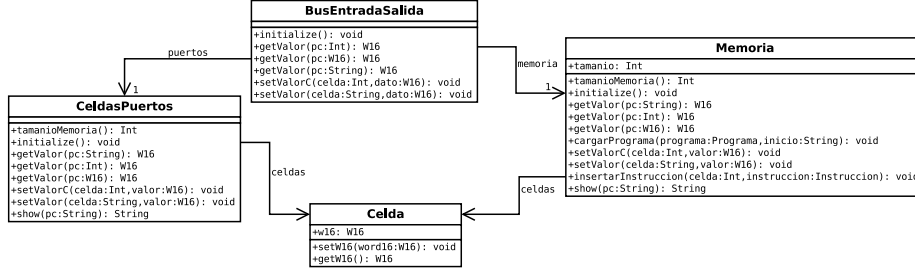 BusEntradaSalida
+initialize(): void
+getValor(pc:Int): W16
+getValor(pc:W16): W16
+getValor(pc:String): W16
+setValorC(celda:Int,dato:W16): void
+setValor(celda:String,dato:W16): void
puertos
1
memoria
1
Memoria
+tamanio: Int
+tamanioMemoria(): Int
+initialize(): void
+getValor(pc:String): W16
+getValor(pc:Int): W16
+getValor(pc:W16): W16
+cargarPrograma(programa:Programa,inicio:String): void
+setValorC(celda:Int,valor:W16): void
+setValor(celda:String,valor:W16): void
+insertarInstruccion(celda:Int,instruccion:Instruccion): void
+show(pc:String): String
CeldasPuertos
+tamanioMemoria(): Int
+initialize(): void
+getValor(pc:String): W16
+getValor(pc:Int): W16
+getValor(pc:W16): W16
+setValorC(celda:Int,valor:W16): void
+setValor(celda:String,valor:W16): void
+show(pc:String): String
celdas
celdas
Celda
+w16: W16
+setW16(word16:W16): void
+getW16(): W16